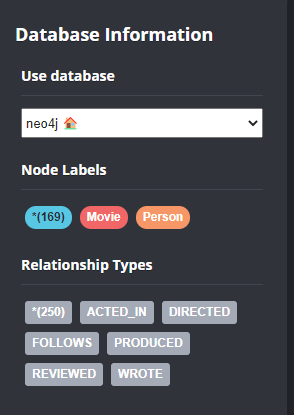 Database Information
Use database
neo4j 🏠
Node Labels
*(169) Movie Person
Relationship Types
*(250) ACTED_IN DIRECTED
FOLLOWS PRODUCED
REVIEWED WROTE